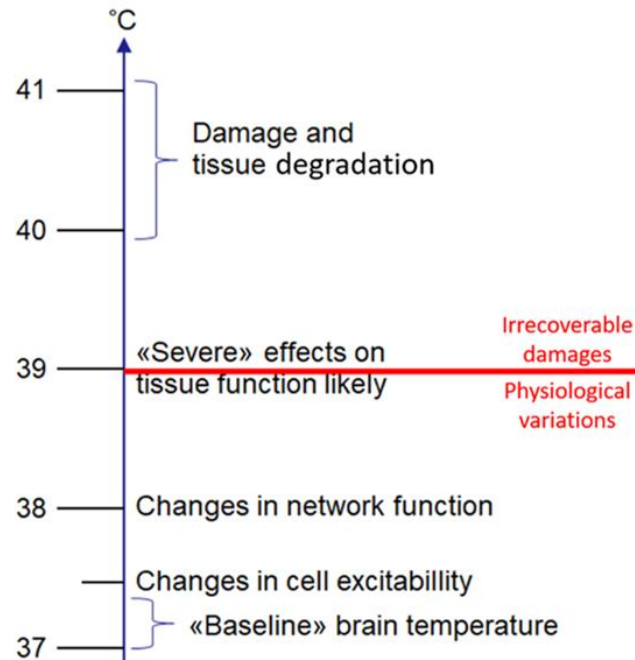 °C
41
Damage and
tissue degradation
40
Irrecoverable
damages
«Severe» effects on
39
tissue function likely
Physiological
variations
38
Changes in network function
Changes in cell excitabillity
«Baseline» brain temperature
37